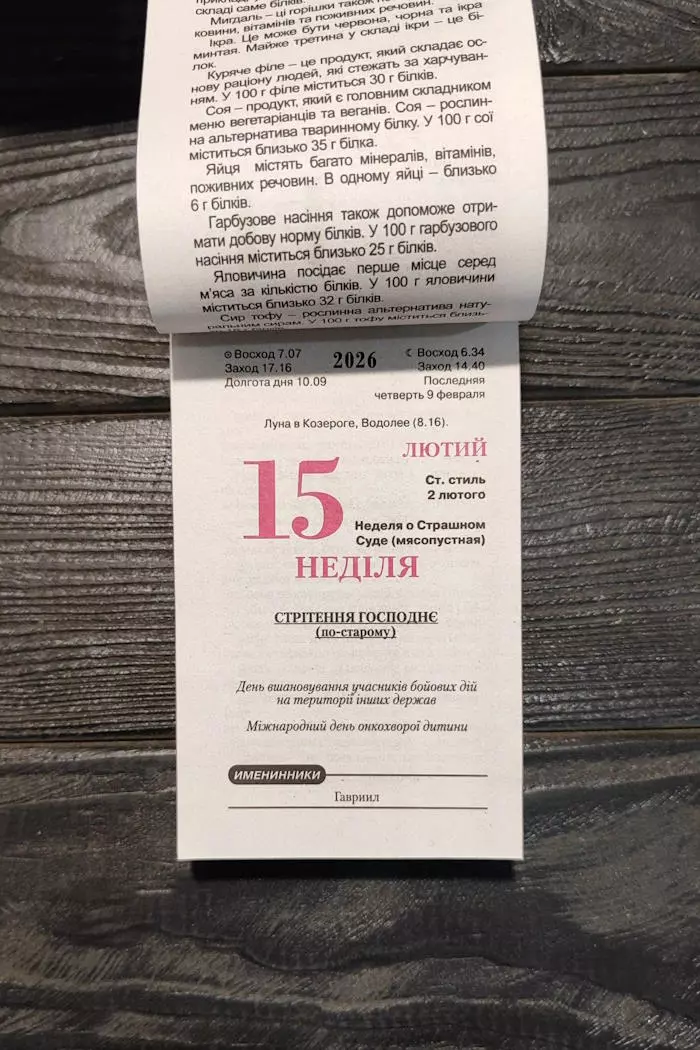 складі саме білків.
Мигдаль – ці горішки також
ковини, вітамінів та поживних речовин.
Ікра. Це може бути червона, чорна та ікра
минтая. Майже третина у складі ікри – це бі-
лок.
Куряче філе – це продукт, який складає ос-
нову раціону людей, які стежать за харчуван-
ням. У 100 г філе міститься 30 г білків.
Соя – продукт, який є головним складником
меню вегетаріанців та веганів. Соя – рослин-
на альтернатива тваринному білку. У 100 г сої
міститься близько 35 г білка.
Яйця містять багато мінералів, вітамінів,
поживних речовин. В одному яйці – близько
6 г білків.
Гарбузове насіння також допоможе отри-
мати добову норму білків. У 100 г гарбузового
насіння міститься близько 25 г білків.
Яловичина посідає перше місце серед
м'яса за кількістю білків. У 100 г яловичини
міститься близько 32 г білків.
Сир тофу – рослинна альтернатива нату-
ральним сирам. У 100 г тофу міститься близь-
Восход 7.07 2026 Восход 6.34
Заход 17.16 Заход 14.40
Долгота дня 10.09 Последняя
четверть 9 февраля
Луна в Козероге, Водолее (8.16).
ЛЮТИЙ
15
Ст. стиль
2 лютого
Неделя о Страшном
Суде (мясопустная)
НЕДІЛЯ
СТРІТЕННЯ ГОСПОДНЄ
(по-старому)
День вшановування учасників бойових дій
на території інших держав
Міжнародний день онкохворої дитини
ИМЕНИННИКИ
Гавриил